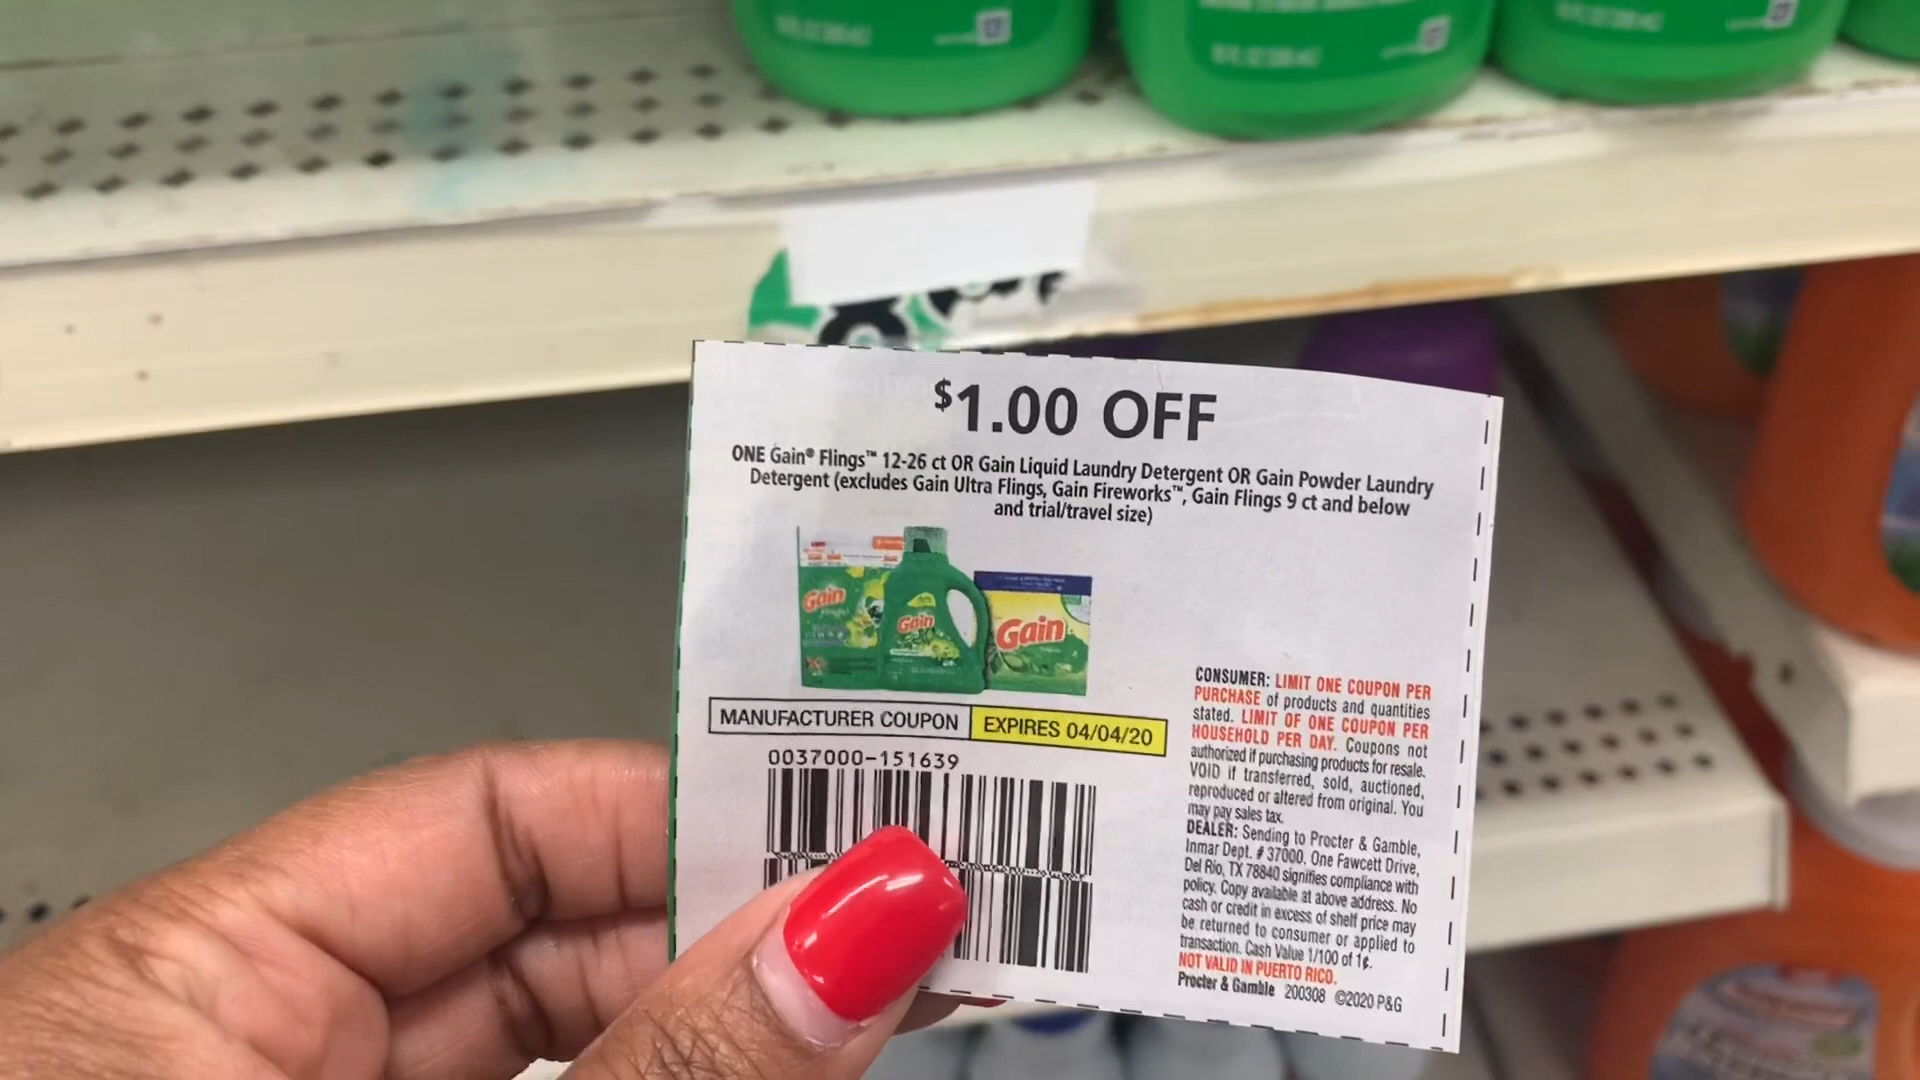 $1.00 OFF
ONE Gain® Flings™ 12-26 ct OR Gain Liquid Laundry Detergent OR Gain Powder Laundry
Detergent (excludes Gain Ultra Flings, Gain Fireworks™, Gain Flings 9 ct and below
and trial/travel size)
Gain
Gain
Gain
MANUFACTURER COUPON
EXPIRES 04/04/20
0037000-151639
CONSUMER: LIMIT ONE COUPON PER
PURCHASE of products and quantities
stated. LIMIT OF ONE COUPON PER
HOUSEHOLD PER DAY. Coupons not
authorized if purchasing products for resale.
VOID if transferred, sold, auctioned,
reproduced or altered from original. You
may pay sales tax.
DEALER: Sending to Procter & Gamble,
Inmar Dept. # 37000, One Fawcett Drive,
Del Rio, TX 78840 signifies compliance with
policy. Copy available at above address. No
cash or credit in excess of shelf price may
be returned to consumer or applied to
transaction. Cash Value 1/100 of 1¢.
NOT VALID IN PUERTO RICO.
Procter & Gamble 200308 ©2020 P&G